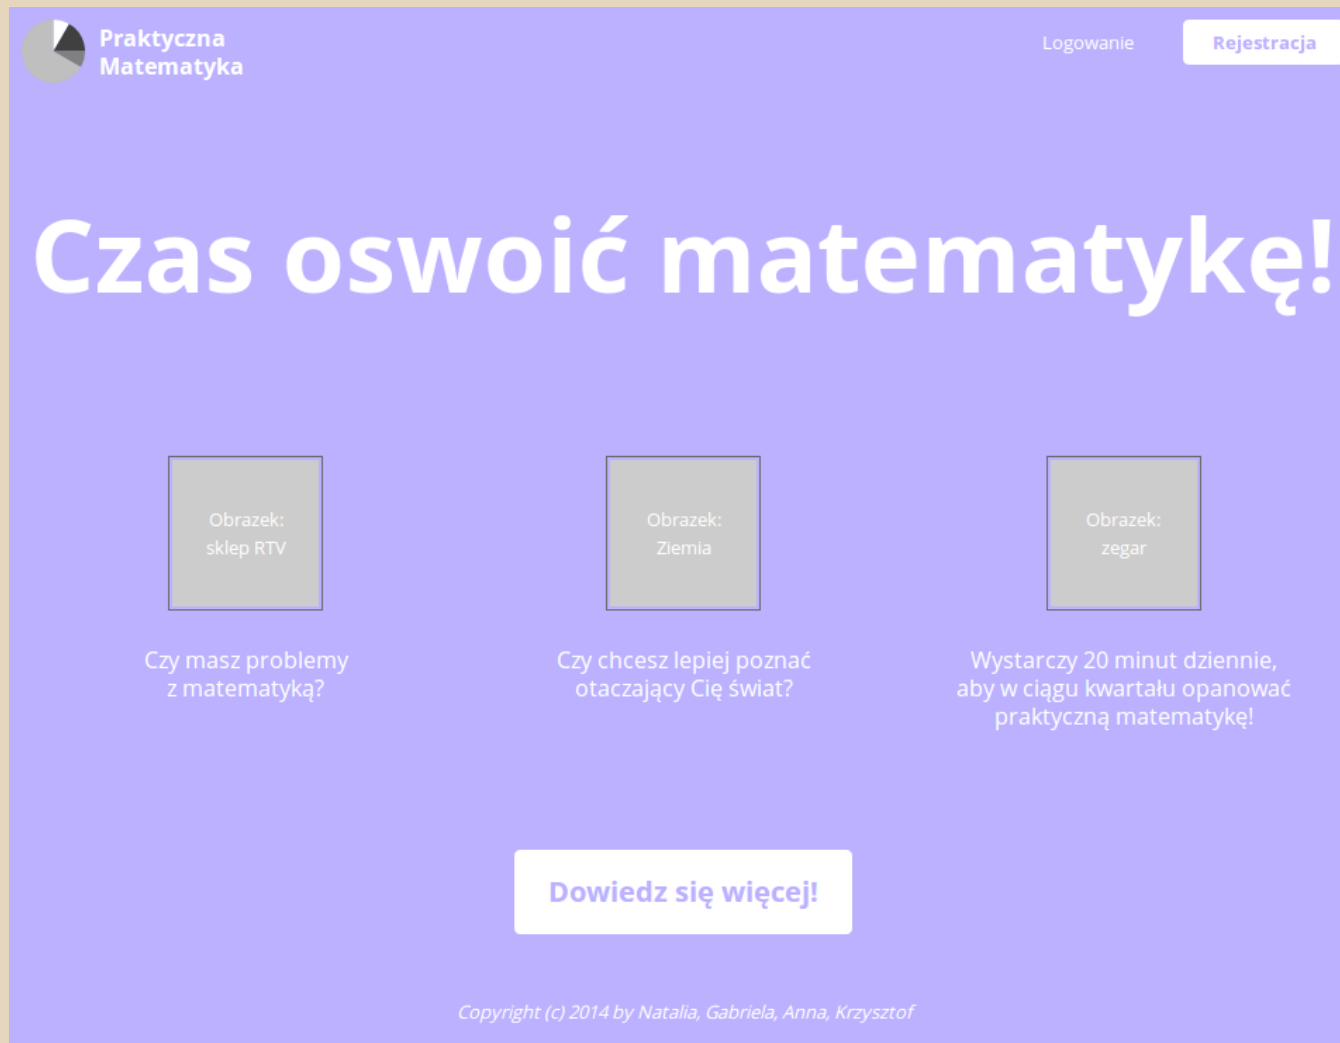 Praktyczna
Matematyka
Logowanie
Rejestracja
Czas oswoić matematykę!
Obrazek:
sklep RTV
Obrazek:
Ziemia
Obrazek:
zegar
Czy masz problemy
z matematyką?
Czy chcesz lepiej poznać
otaczający Cię świat?
Wystarczy 20 minut dziennie,
aby w ciągu kwartału opanować
praktyczną matematykę!
Dowiedz się więcej!
Copyright (c) 2014 by Natalia, Gabriela, Anna, Krzysztof